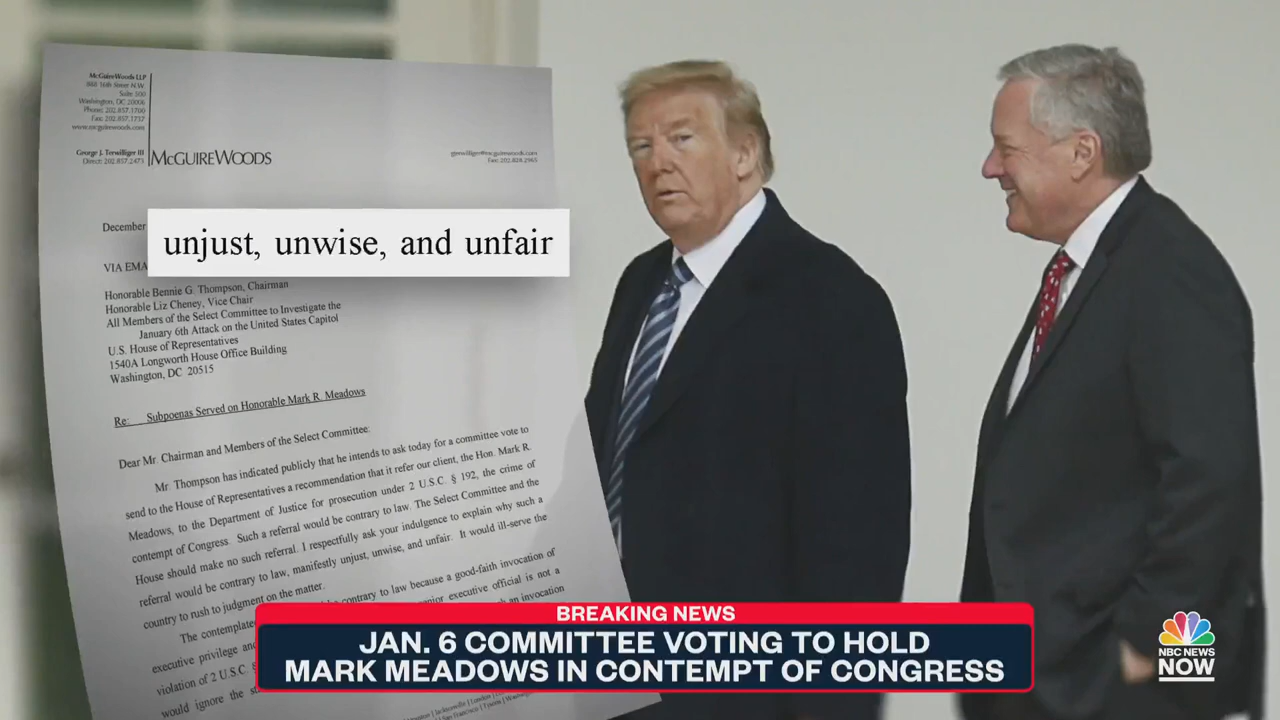 McGuireWoods LLP
888 16th Street N.W.
Suite 500
Washington, DC 20006
Phone: 202.857.1700
Fax: 202.857.1737
www.mcguirewoods.com
George J. Terwilliger III
Direct: 202.857.2473
McGUIREWOODS
gterwilliger@mcguirewoods.com
Fax: 202.828.2965
December
unjust, unwise, and unfair
VIA EMA
Honorable Bennie G. Thompson, Chairman
Honorable Liz Cheney, Vice Chair
All Members of the Select Committee to Investigate the
January 6th Attack on the United States Capitol
U.S. House of Representatives
1540A Longworth House Office Building
Washington, DC 20515
Re: Subpoenas Served on Honorable Mark R. Meadows
Dear Mr. Chairman and Members of the Select Committee:
Mr. Thompson has indicated publicly that he intends to ask today for a committee vote to
send to the House of Representatives a recommendation that it refer our client, the Hon. Mark R.
Meadows, to the Department of Justice for prosecution under 2 U.S.C. § 192, the crime of
contempt of Congress. Such a referral would be contrary to law. The Select Committee and the
House should make no such referral. I respectfully ask your indulgence to explain why such a
referral would be contrary to law, manifestly unjust, unwise, and unfair. It would ill-serve the
country to rush to judgment on the matter.
The contemplate contrary to law because a good-faith invocation of
executive privilege and senior executive official is not a
violation of 2 U.S.C. § an invocation
would ignore the
BREAKING NEWS
JAN. 6 COMMITTEE VOTING TO HOLD
MARK MEADOWS IN CONTEMPT OF CONGRESS
NBC NEWS
NOW